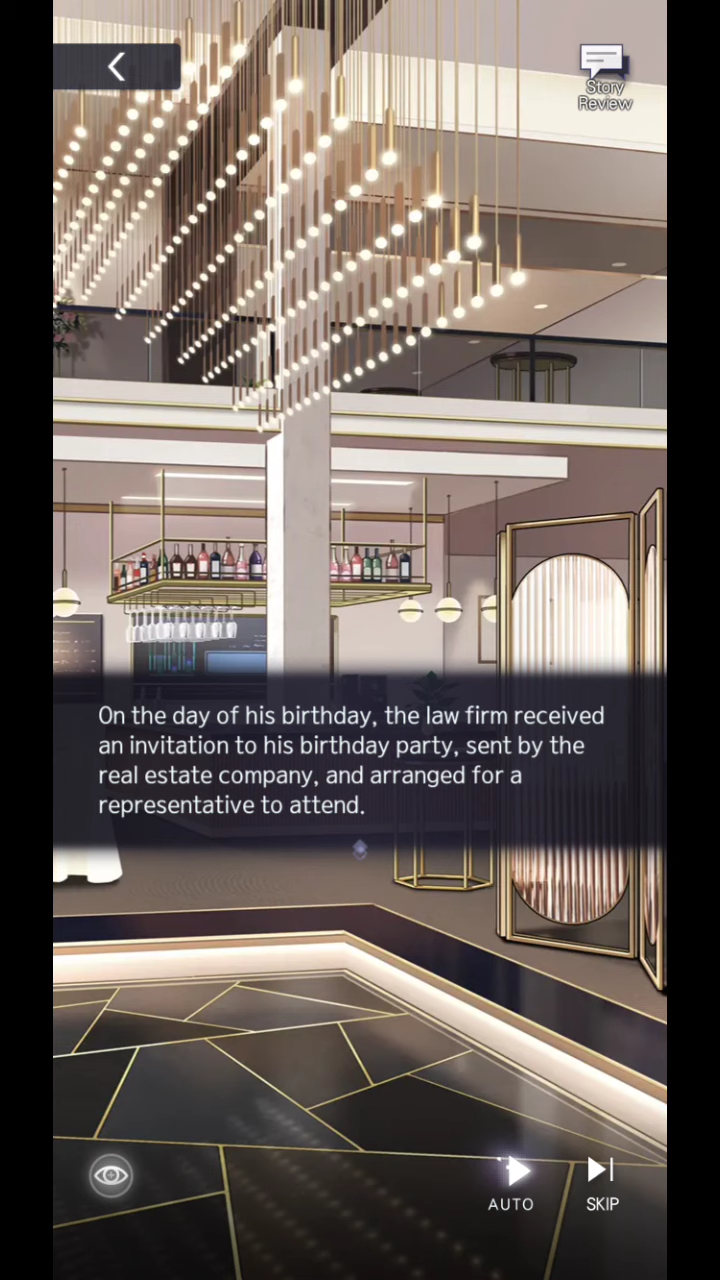 Story
Review
On the day of his birthday, the law firm received
an invitation to his birthday party, sent by the
real estate company, and arranged for a
representative to attend.
AUTO
SKIP